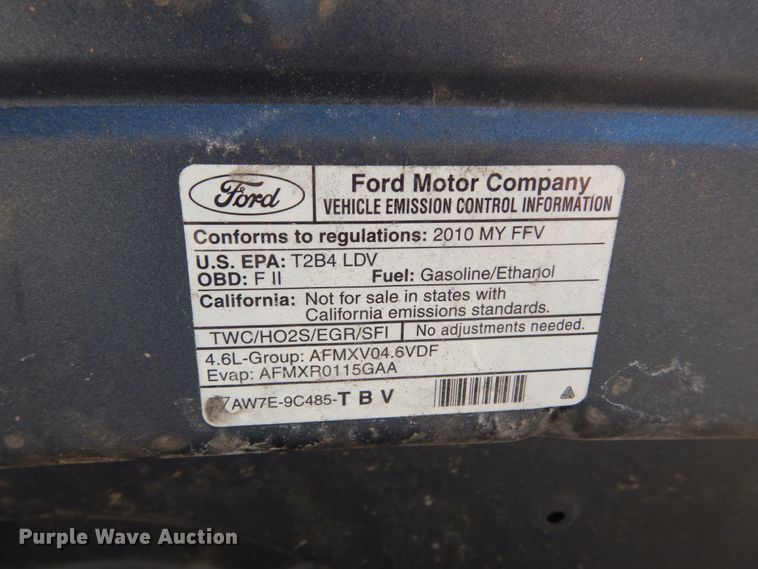 Ford
Ford Motor Company
VEHICLE EMISSION CONTROL INFORMATION
Conforms to regulations: 2010 MY FFV
U.S. EPA: T2B4 LDV
OBD: F II Fuel: Gasoline/Ethanol
California: Not for sale in states with
California emissions standards.
TWC/HO2S/EGR/SFI No adjustments needed.
4.6L-Group: AFMXV04.6VDF
Evap: AFMXR0115GAA
7AW7E-9C485-T B V
Purple Wave Auction